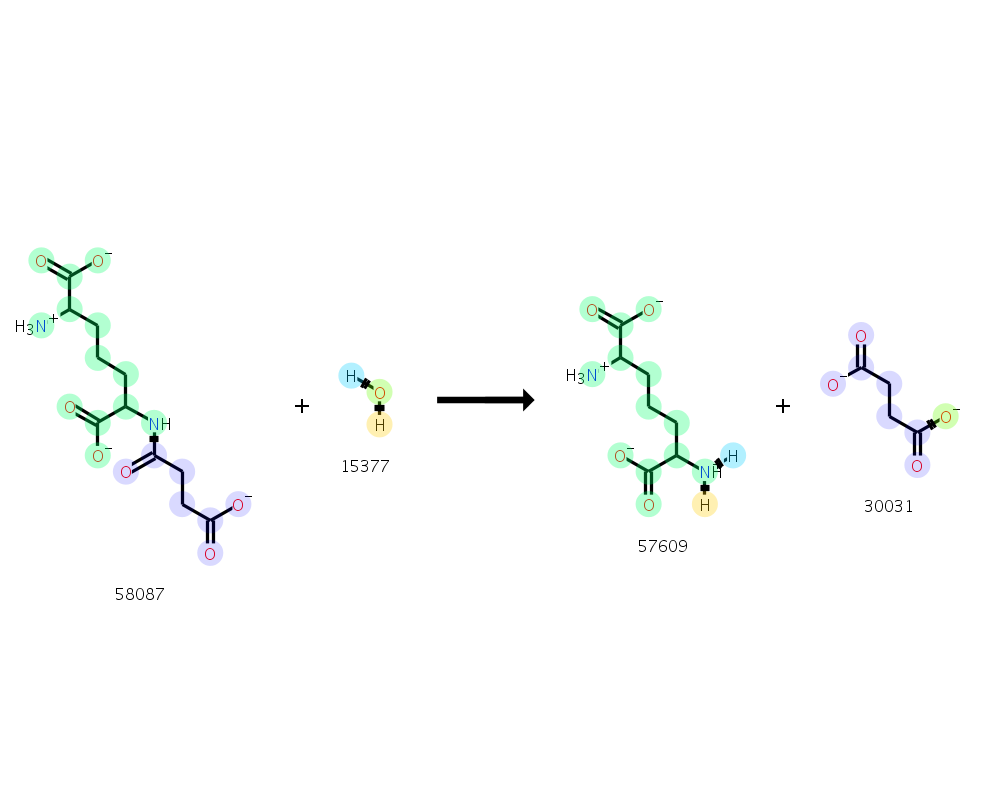 O O⁻
H₃N⁺
O NH
O⁻ O
O⁻
O
58087
+
H
O
H
15377
+
O O⁻
H₃N⁺
O⁻ NH H
O H
57609
+
O
O⁻
O⁻
O
30031